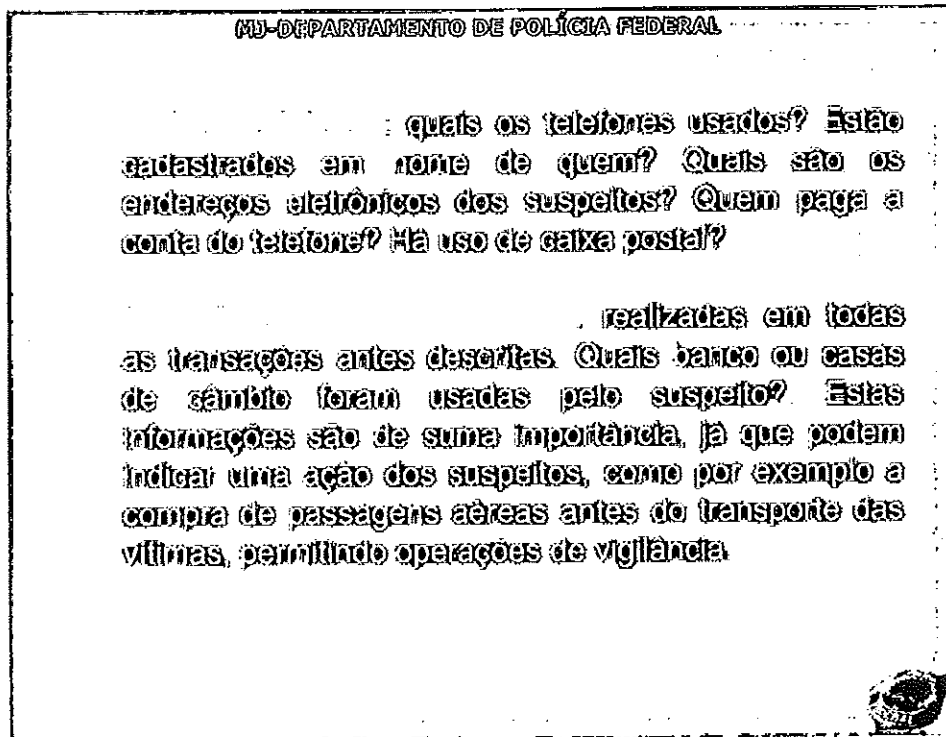 MJ-DEPARTAMENTO DE POLÍCIA FEDERAL
: quais os telefones usados? Estão
cadastrados em nome de quem? Quais são os
endereços eletrônicos dos suspeitos? Quem paga a
conta do telefone? Há uso de caixa postal?
realizadas em todas
as transações antes descritas. Quais banco ou casas
de câmbio foram usadas pelo suspeito? Estas
informações são de suma importância, já que podem
indicar uma ação dos suspeitos, como por exemplo a
compra de passagens aéreas antes do transporte das
vítimas, permitindo operações de vigilância.